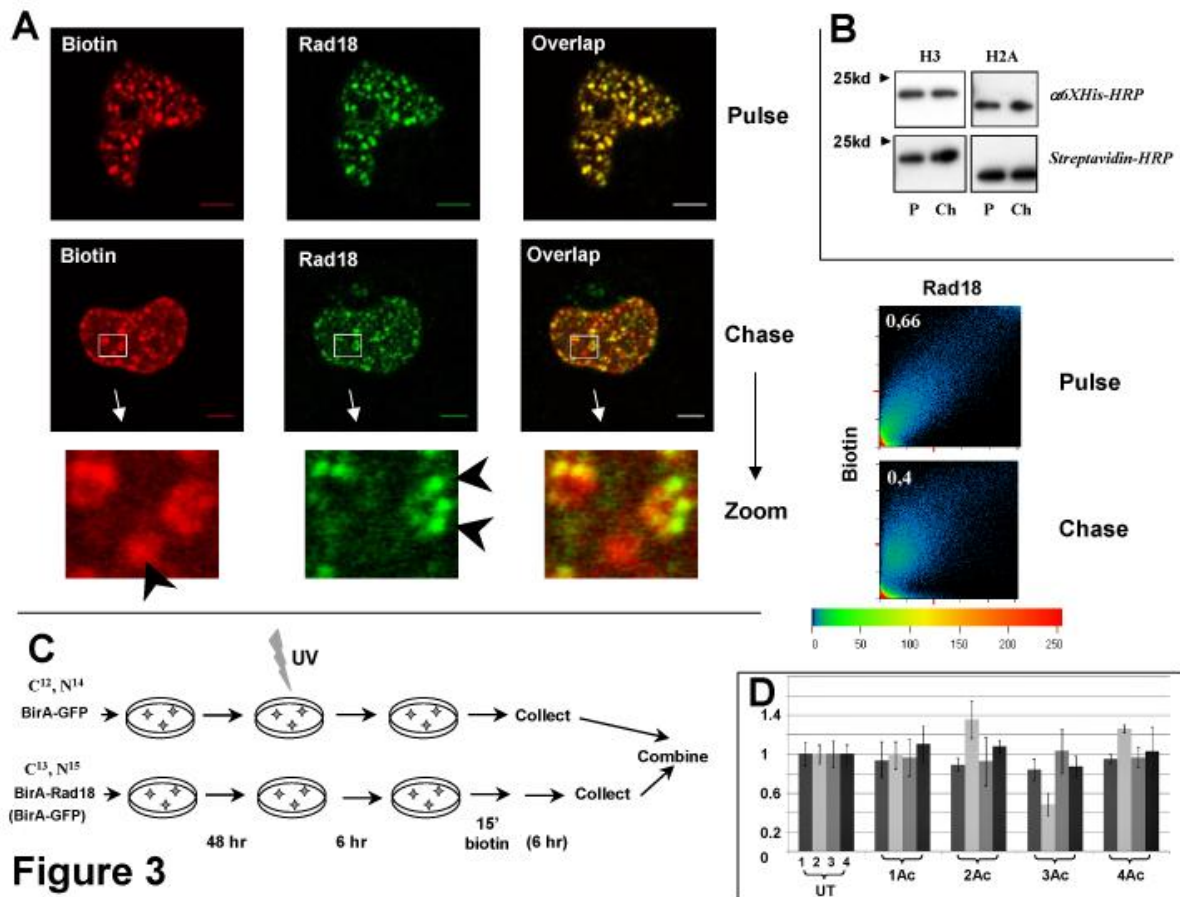 A
Biotin
Rad18
Overlap
Pulse
Biotin
Rad18
Overlap
Chase
Zoom
B
H3
H2A
25kd
α6XHis-HRP
25kd
Streptavidin-HRP
P
Ch
P
Ch
Rad18
0,66
Pulse
Biotin
0,4
Chase
0
50
100
150
200
250
C
UV
C12, N14
BirA-GFP
Collect
Combine
C13, N15
BirA-Rad18
(BirA-GFP)
Collect
48 hr
6 hr
15'
biotin
(6 hr)
D
1.4
1
0.6
0.2
0
1 2 3 4
UT
1Ac
2Ac
3Ac
4Ac
Figure 3